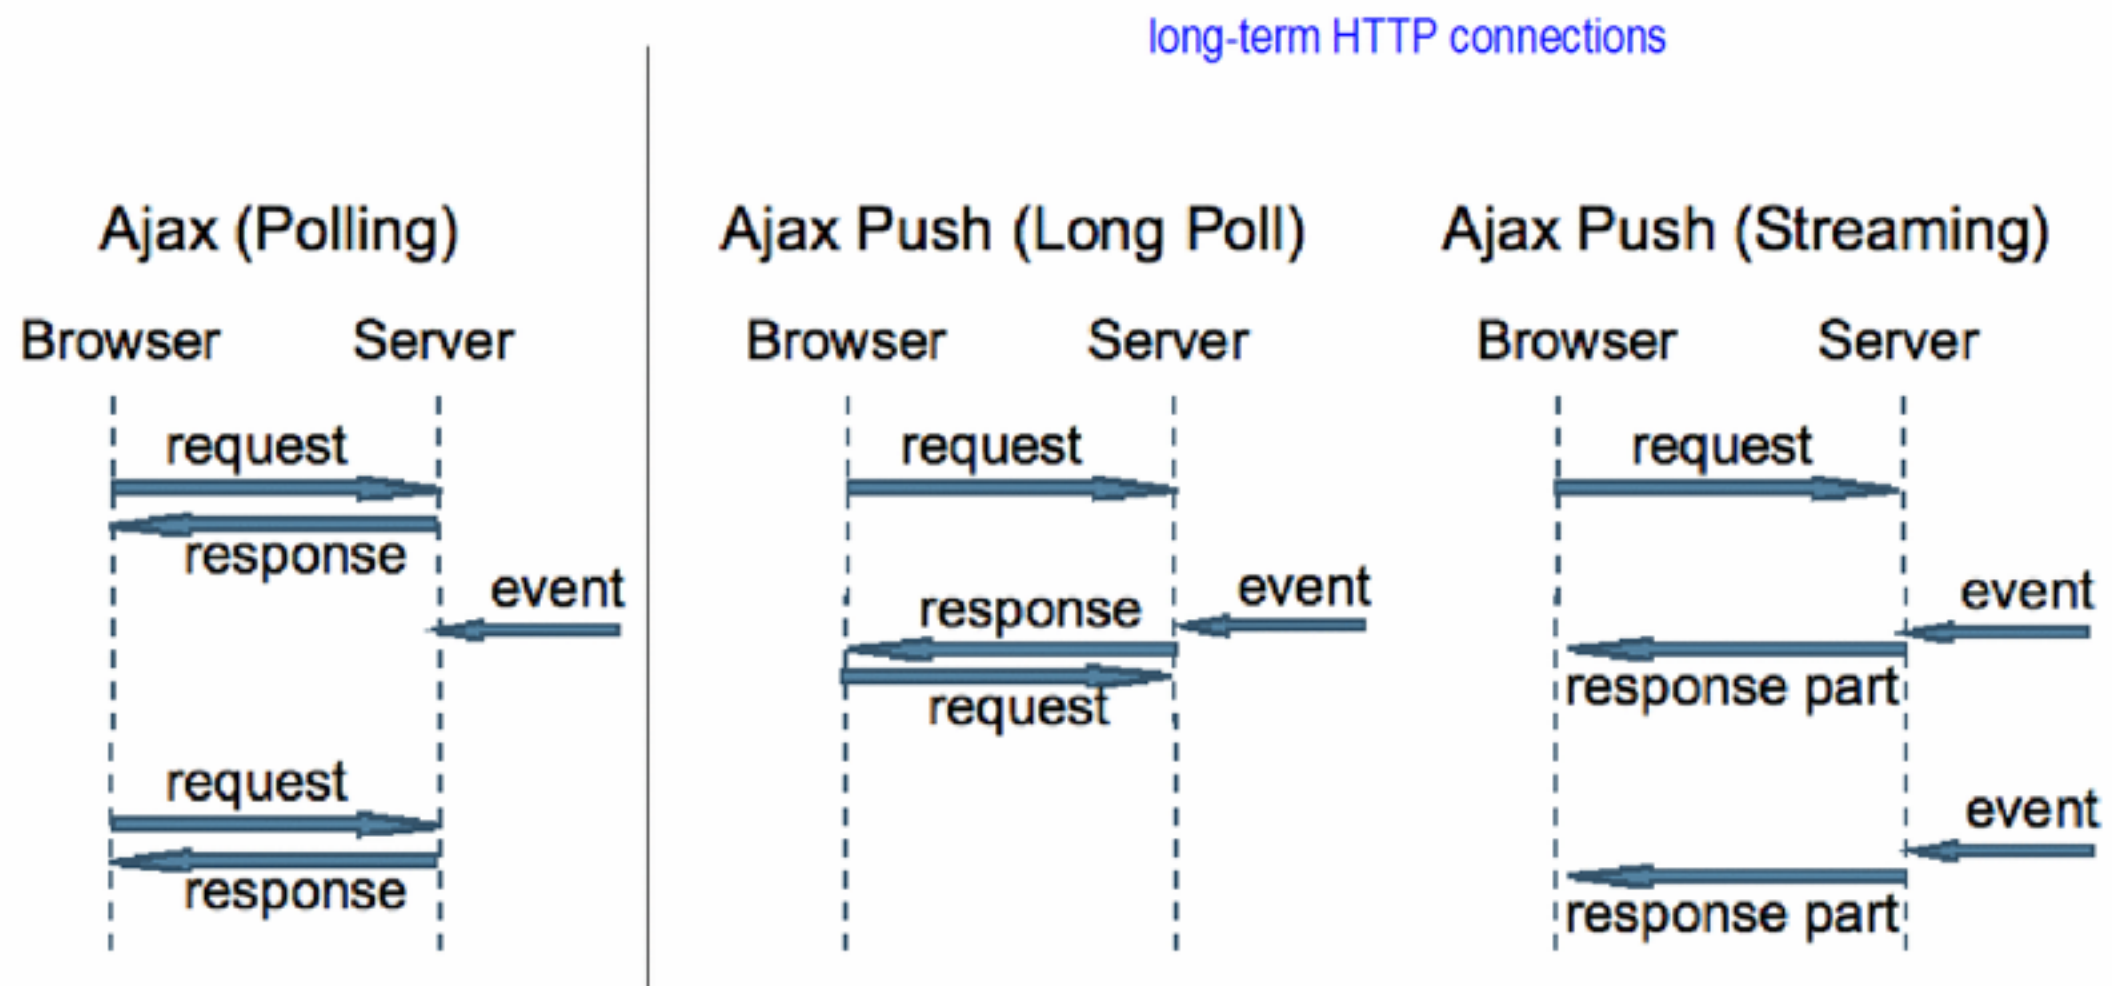 long-term HTTP connections
Ajax (Polling)
Browser
Server
request
response
event
request
response
Ajax Push (Long Poll)
Browser
Server
request
event
response
request
Ajax Push (Streaming)
Browser
Server
request
event
response part
event
response part